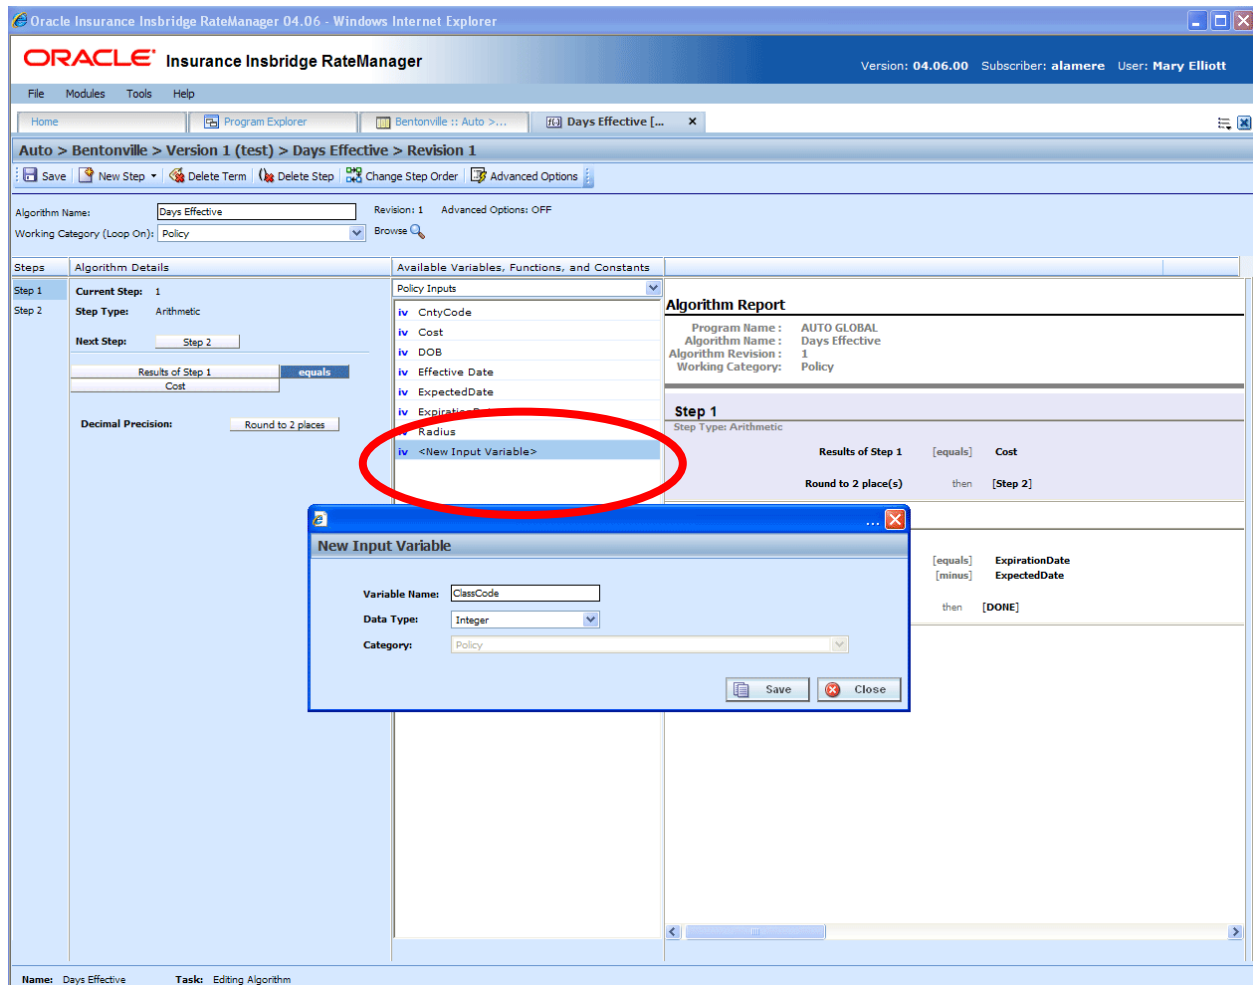 Oracle Insurance Insbridge RateManager 04.06 - Windows Internet Explorer
ORACLE Insurance Insbridge RateManager
Version: 04.06.00 Subscriber: alamere User: Mary Elliott
File Modules Tools Help
Home Program Explorer Bentonville :: Auto >... Days Effective [...
Auto > Bentonville > Version 1 (test) > Days Effective > Revision 1
Save New Step Delete Term Delete Step Change Step Order Advanced Options
Algorithm Name: Days Effective Revision: 1 Advanced Options: OFF
Working Category (Loop On): Policy Browse
Steps Algorithm Details Available Variables, Functions, and Constants
Step 1
Step 2
Current Step: 1
Step Type: Arithmetic
Next Step: Step 2
Results of Step 1 equals
Cost
Decimal Precision: Round to 2 places
Policy Inputs
iv CntyCode
iv Cost
iv DOB
iv Effective Date
iv ExpectedDate
iv
iv Radius
iv <New Input Variable>
Algorithm Report
Program Name : AUTO GLOBAL
Algorithm Name : Days Effective
Algorithm Revision : 1
Working Category: Policy
Step 1
Step Type: Arithmetic
Results of Step 1 [equals] Cost
Round to 2 place(s) then [Step 2]
[equals] ExpirationDate
[minus] ExpectedDate
then [DONE]
...
New Input Variable
Variable Name: ClassCode
Data Type: Integer
Category: Policy
Save Close
Name: Days Effective Task: Editing Algorithm